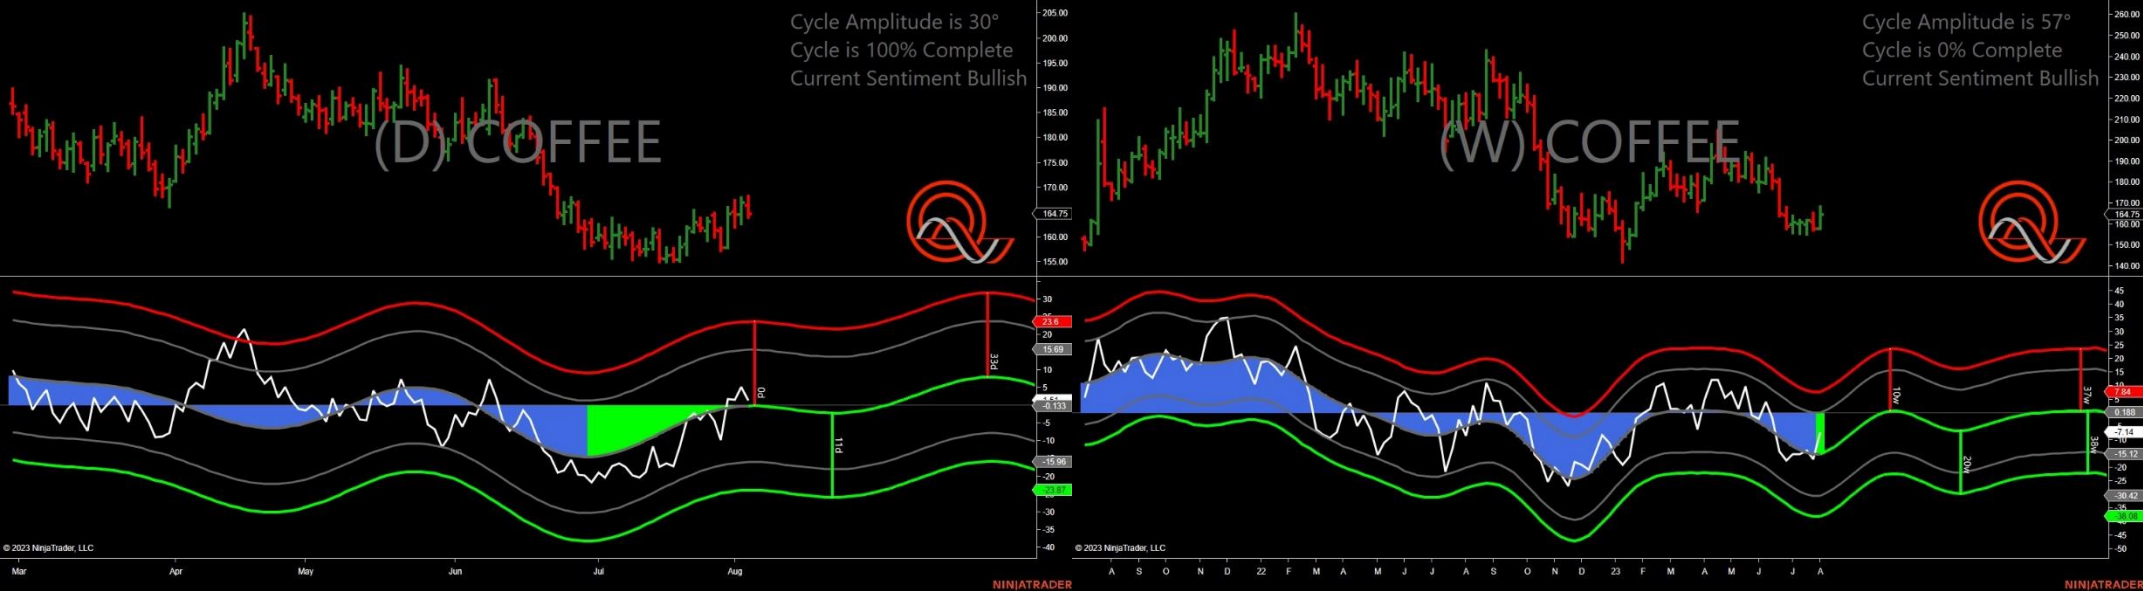 Cycle Amplitude is 30°
Cycle is 100% Complete
Current Sentiment Bullish
(D) COFFEE
205.00
200.00
195.00
190.00
185.00
180.00
175.00
170.00
164.75
160.00
155.00
30
23.6
20
15.69
10
5
-0.133
-5
-10
-15.96
-20
-23.87
-30
-35
-40
0d
11d
33d
© 2023 NinjaTrader, LLC
Mar Apr May Jun Jul Aug
NINJATRADER
Cycle Amplitude is 57°
Cycle is 0% Complete
Current Sentiment Bullish
(W) COFFEE
260.00
250.00
240.00
230.00
220.00
210.00
200.00
190.00
180.00
170.00
164.75
160.00
150.00
140.00
45
40
35
30
25
20
15
7.84
5
0.188
-7.14
-10
-15.12
-20
-25
-30.42
-38.08
-45
-50
10w
20w
37w
38w
© 2023 NinjaTrader, LLC
A S O N D 22 F M A M J J A S O N D 23 F M A M J J A
NINJATRADER